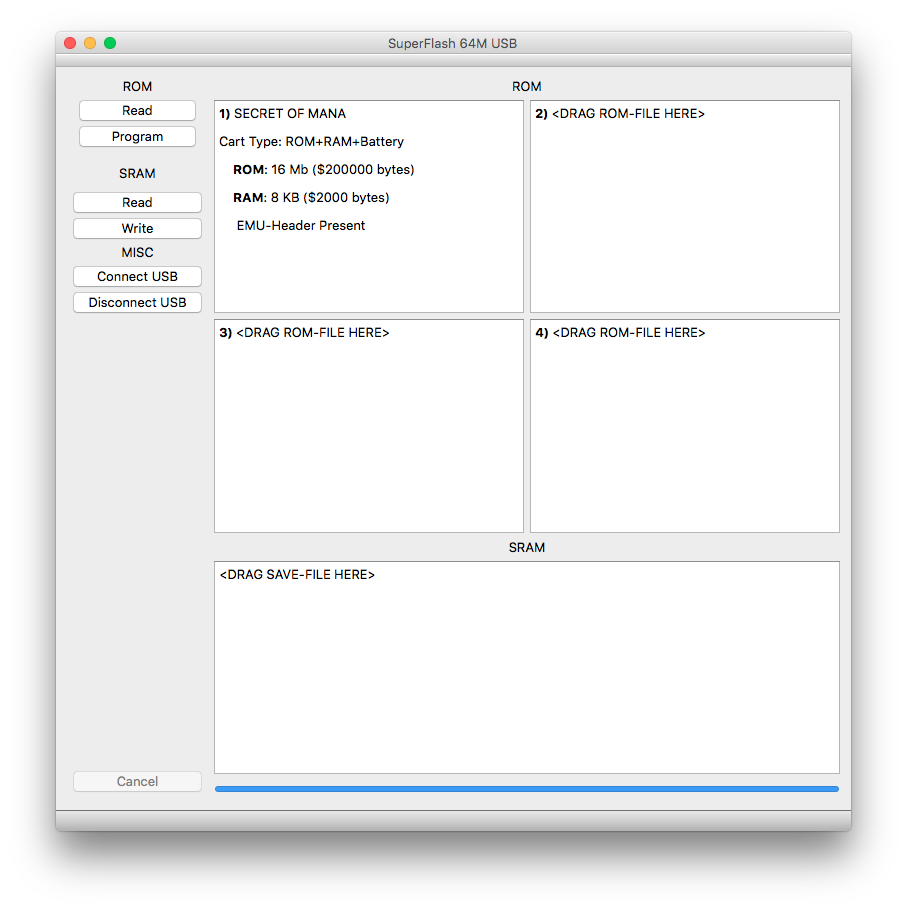 SuperFlash 64M USB
ROM
Read
Program
SRAM
Read
Write
MISC
Connect USB
Disconnect USB
Cancel
ROM
1) SECRET OF MANA
Cart Type: ROM+RAM+Battery
ROM: 16 Mb ($200000 bytes)
RAM: 8 KB ($2000 bytes)
EMU-Header Present
2) <DRAG ROM-FILE HERE>
3) <DRAG ROM-FILE HERE>
4) <DRAG ROM-FILE HERE>
SRAM
<DRAG SAVE-FILE HERE>